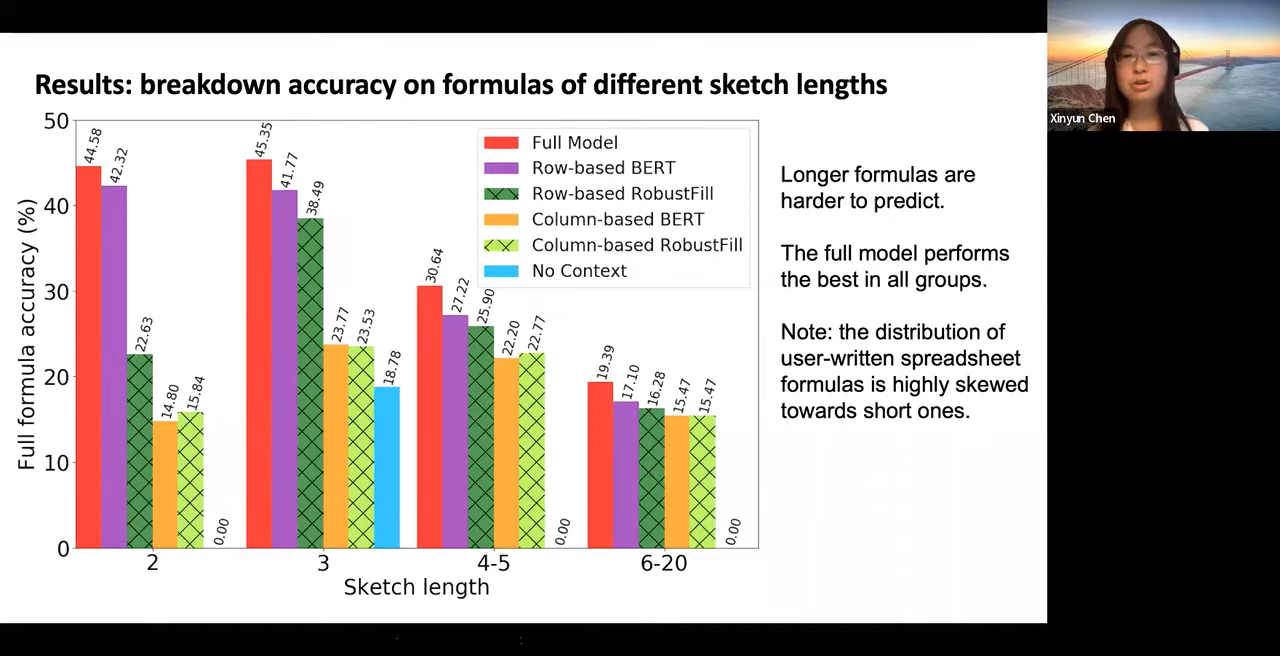 Results: breakdown accuracy on formulas of different sketch lengths
Xinyun Chen
Full formula accuracy (%)
50
40
30
20
10
0
44.58
42.32
22.63
14.80
15.84
0.00
45.35
41.77
38.49
23.77
23.53
18.78
30.64
27.22
25.90
22.20
22.77
0.00
19.39
17.10
16.28
15.47
15.47
0.00
Full Model
Row-based BERT
Row-based RobustFill
Column-based BERT
Column-based RobustFill
No Context
2
3
4-5
6-20
Sketch length
Longer formulas are
harder to predict.
The full model performs
the best in all groups.
Note: the distribution of
user-written spreadsheet
formulas is highly skewed
towards short ones.